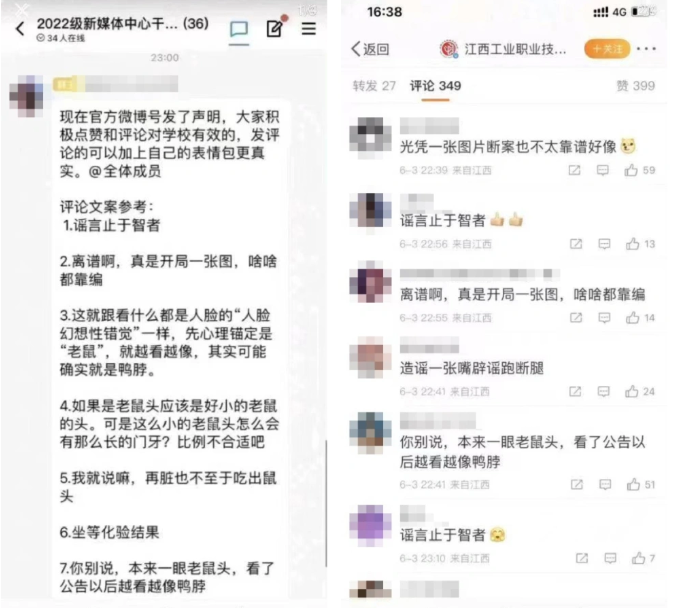 2022级新媒体中心干... (36)
34人在线
23:00
现在官方微博号发了声明，大家积
极点赞和评论对学校有效的，发评
论的可以加上自己的表情包更真
实。@全体成员
评论文案参考：
1.谣言止于智者
2.离谱啊，真是开局一张图，啥啥
都靠编
3.这就跟看什么都是人脸的“人脸
幻想性错觉”一样，先心理锚定是
“老鼠”，就越看越像，其实可能
确实就是鸭脖。
4.如果是老鼠头应该是好小的老鼠
的头。可是这么小的老鼠头怎么会
有那么长的门牙？比例不合适吧
5.我就说嘛，再脏也不至于吃出鼠
头
6.坐等化验结果
7.你别说，本来一眼老鼠头，看了
公告以后越看越像鸭脖
16:38
4G
返回
江西工业职业技...
+关注
转发 27 评论 349 赞 399
光凭一张图片断案也不太靠谱好像
6-3 22:39 来自江西 59
谣言止于智者
6-3 22:56 来自江西 13
离谱啊，真是开局一张图，啥啥都靠编
6-3 22:55 来自江西 14
造谣一张嘴辟谣跑断腿
6-3 22:41 来自江西 24
你别说，本来一眼老鼠头，看了公告以
后越看越像鸭脖
6-3 22:41 来自江西 51
谣言止于智者
6-3 23:10 来自江西 7